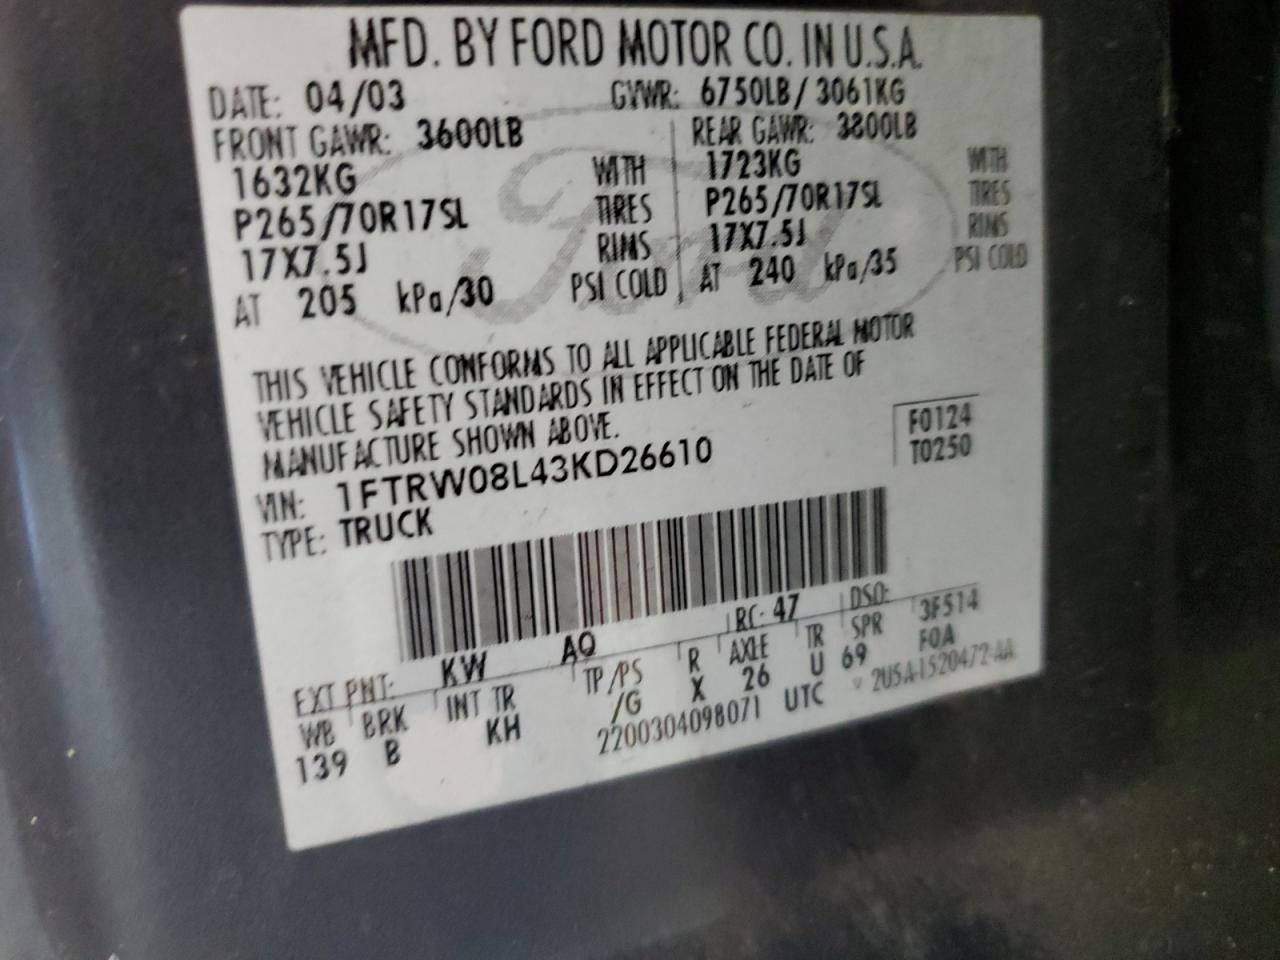 MFD. BY FORD MOTOR CO. IN U.S.A.
DATE: 04/03 GVWR: 6750LB/ 3061KG
FRONT GAWR: 3600LB REAR GAWR: 3800LB
1632KG WITH 1723KG WITH
P265/70R17SL TIRES P265/70R17SL TIRES
17X7.5J RIMS 17X7.5J RIMS
AT 205 kPa/30 PSI COLD AT 240 kPa/35 PSI COLD
Ford
THIS VEHICLE CONFORMS TO ALL APPLICABLE FEDERAL MOTOR
VEHICLE SAFETY STANDARDS IN EFFECT ON THE DATE OF
MANUFACTURE SHOWN ABOVE.
F0124
T0250
VIN: 1FTRW08L43KD26610
TYPE: TRUCK
EXT PNT: KW AQ RC: 47 DSO:
WB BRK INT TR TP/PS R AXLE TR SPR 3F514
139 B KH /G X 26 U 69 F0A
2200304098071 UTC 2U5A-1520472-AA